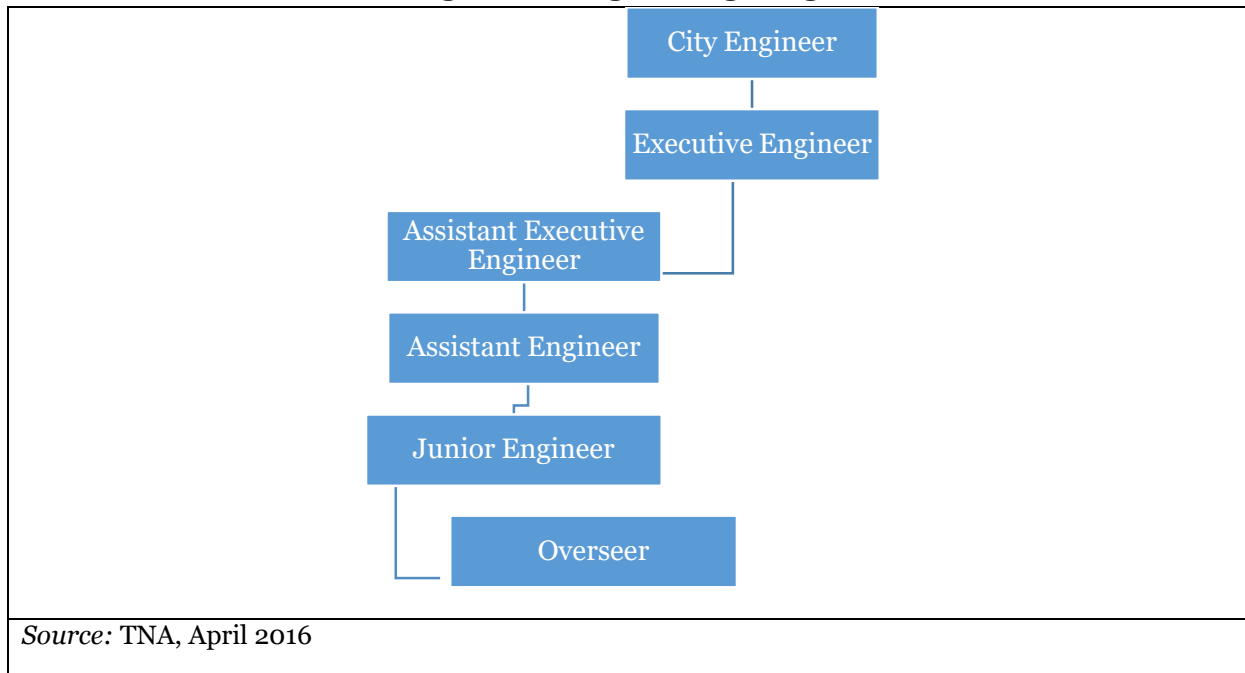 City Engineer
Executive Engineer
Assistant Executive
Engineer
Assistant Engineer
Junior Engineer
Overseer
Source: TNA, April 2016